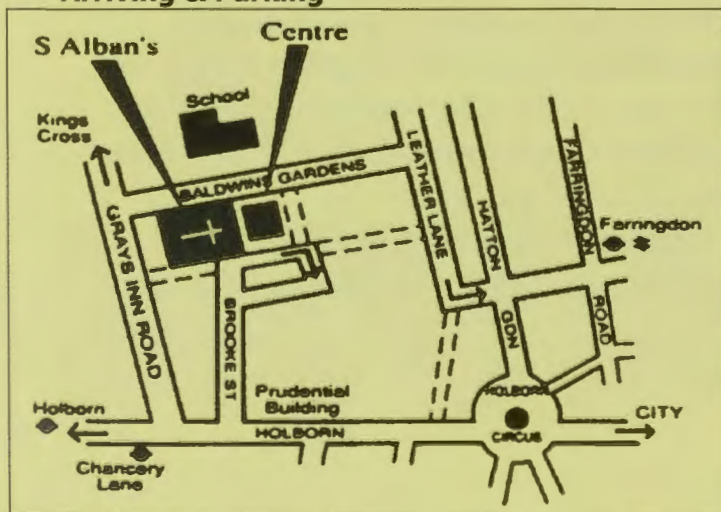 Arriving & Parking
S Alban's
Centre
School
Kings
Cross
BALDWINS GARDENS
LEATHER LANE
HATTON
GDN
FARRINGDON
ROAD
Farringdon
GRAYS INN ROAD
BROOKE ST
Prudential
Building
Holborn
HOLBORN
HOLBORN
CIRCUS
CITY
Chancery
Lane